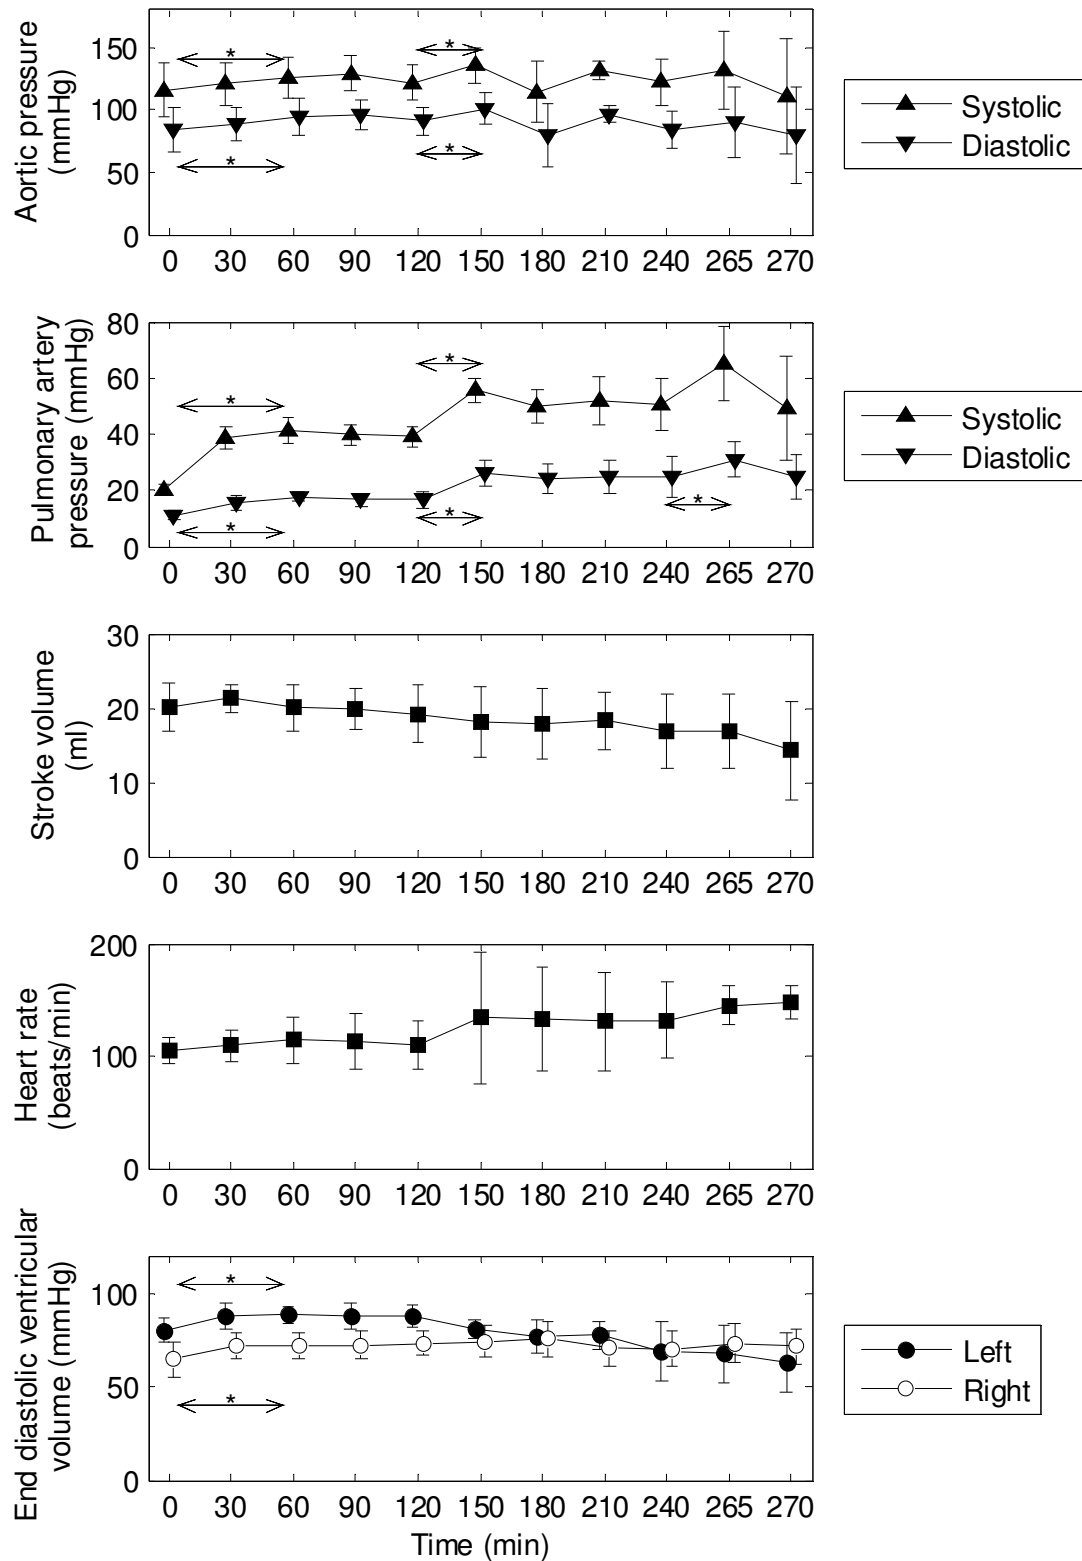 Aortic pressure
(mmHg)
150
100
50
0
*
*
*
*
0 30 60 90 120 150 180 210 240 265 270
Systolic
Diastolic
Pulmonary artery
pressure (mmHg)
80
60
40
20
0
*
*
*
*
*
0 30 60 90 120 150 180 210 240 265 270
Systolic
Diastolic
Stroke volume
(ml)
30
20
10
0
0 30 60 90 120 150 180 210 240 265 270
Heart rate
(beats/min)
200
100
0
0 30 60 90 120 150 180 210 240 265 270
End diastolic ventricular
volume (mmHg)
100
50
0
*
*
0 30 60 90 120 150 180 210 240 265 270
Time (min)
Left
Right